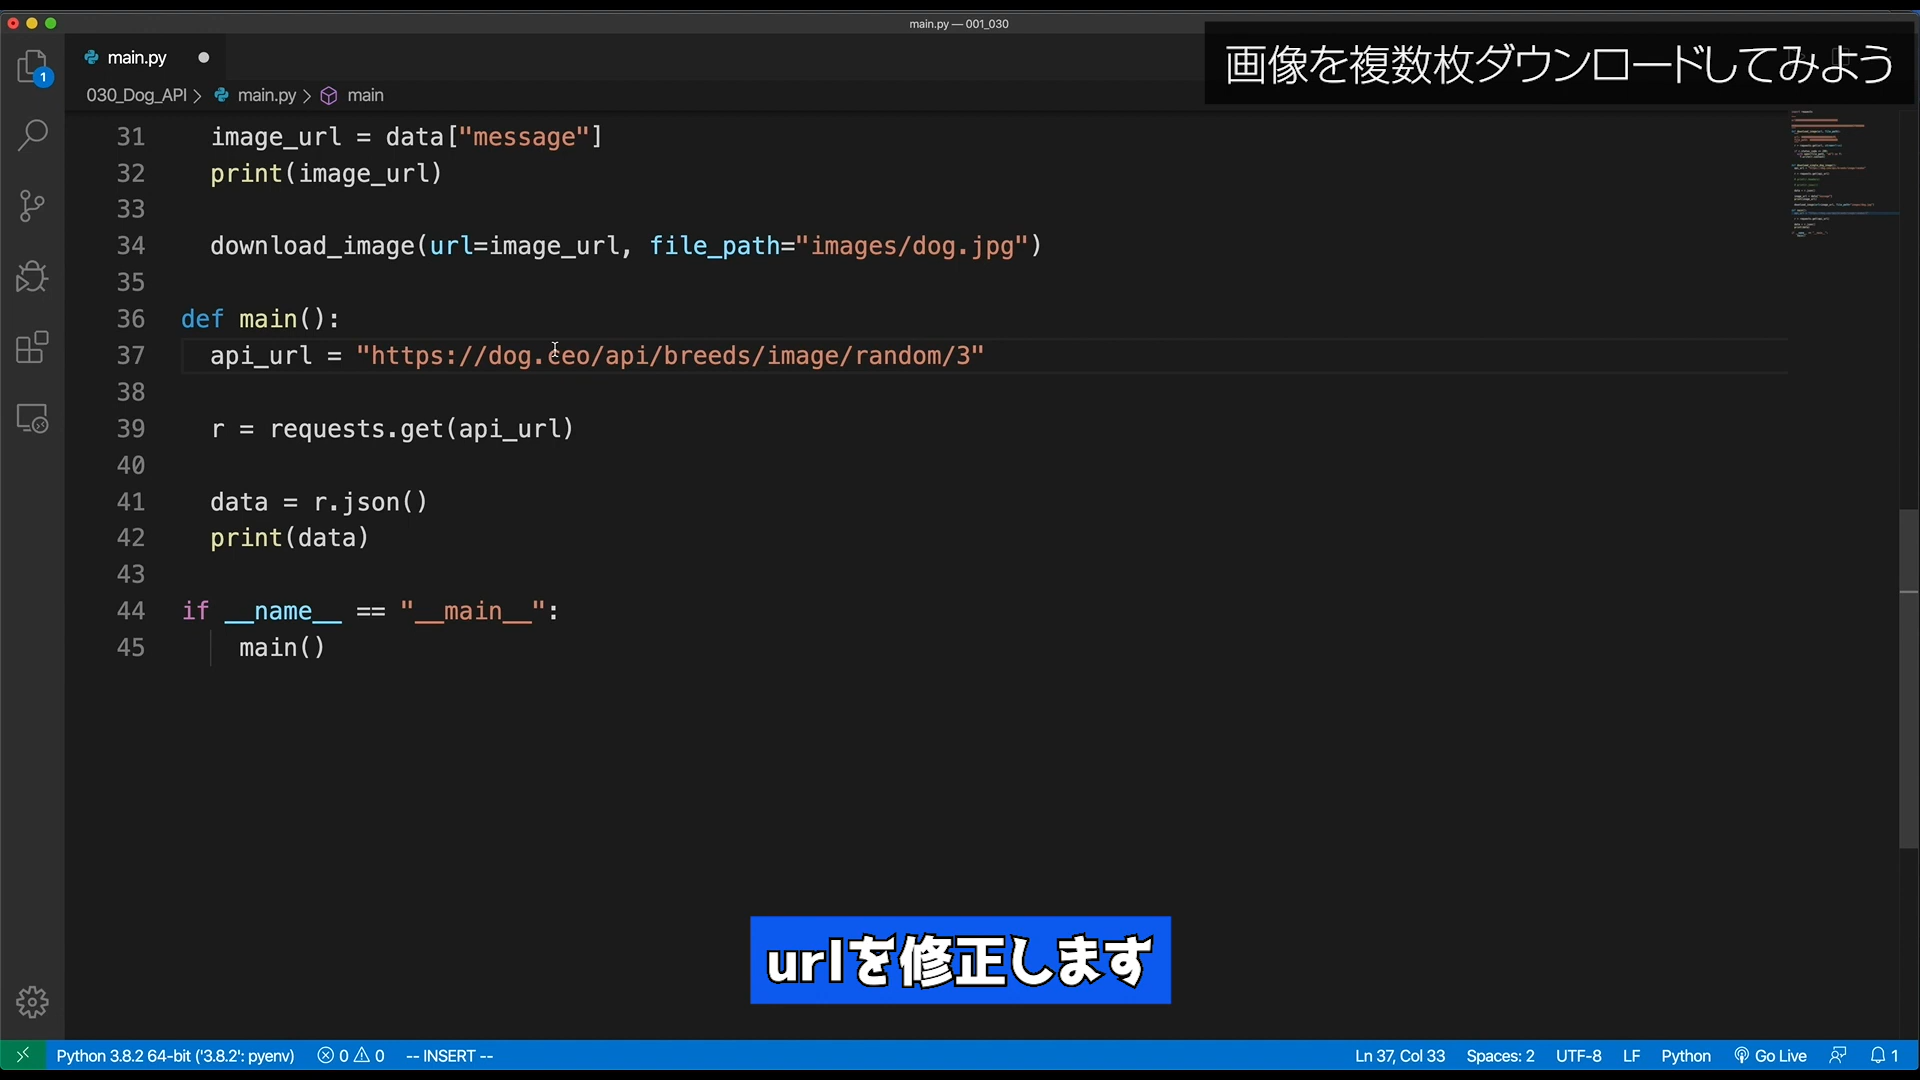 main.py — 001_030
画像を複数枚ダウンロードしてみよう
1
main.py
030_Dog_API > main.py > main
31 image_url = data["message"]
32 print(image_url)
33
34 download_image(url=image_url, file_path="images/dog.jpg")
35
36 def main():
37 api_url = "https://dog.ceo/api/breeds/image/random/3"
38
39 r = requests.get(api_url)
40
41 data = r.json()
42 print(data)
43
44 if __name__ == "__main__":
45 main()
urlを修正します
Python 3.8.2 64-bit ('3.8.2': pyenv) 0 0 -- INSERT -- Ln 37, Col 33 Spaces: 2 UTF-8 LF Python Go Live 1